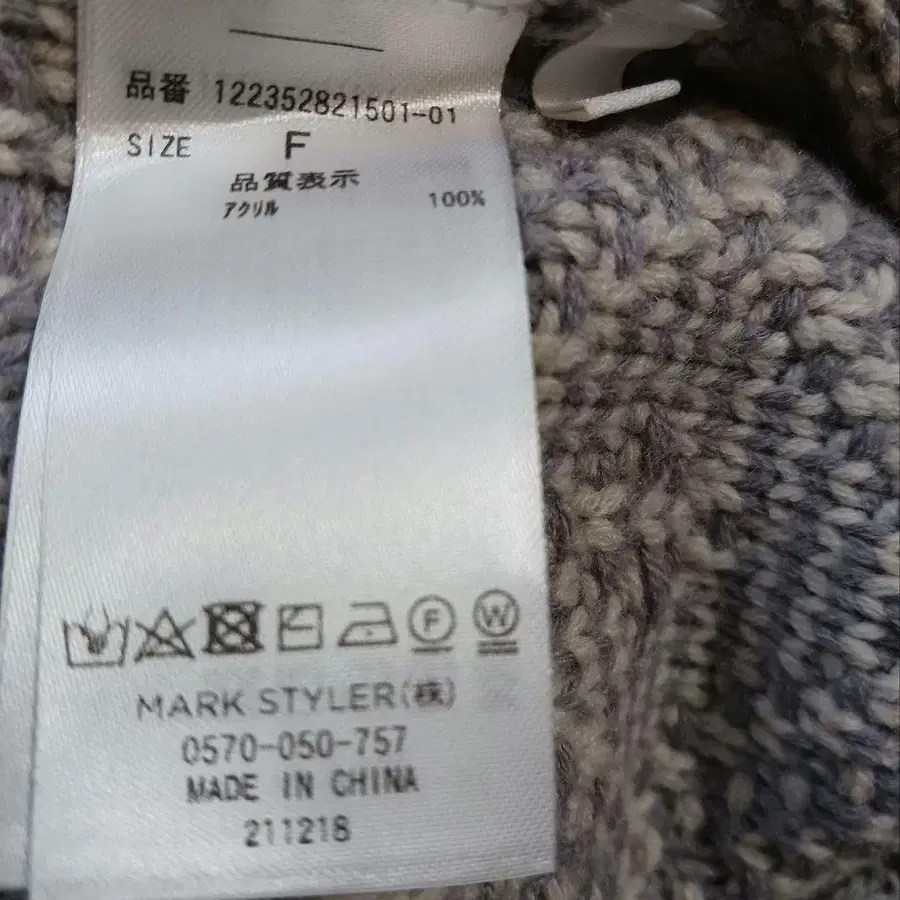 品番 122352821501-01
SIZE F
品質表示
アクリル 100%
F W
MARK STYLER(株)
0570-050-757
MADE IN CHINA
211218